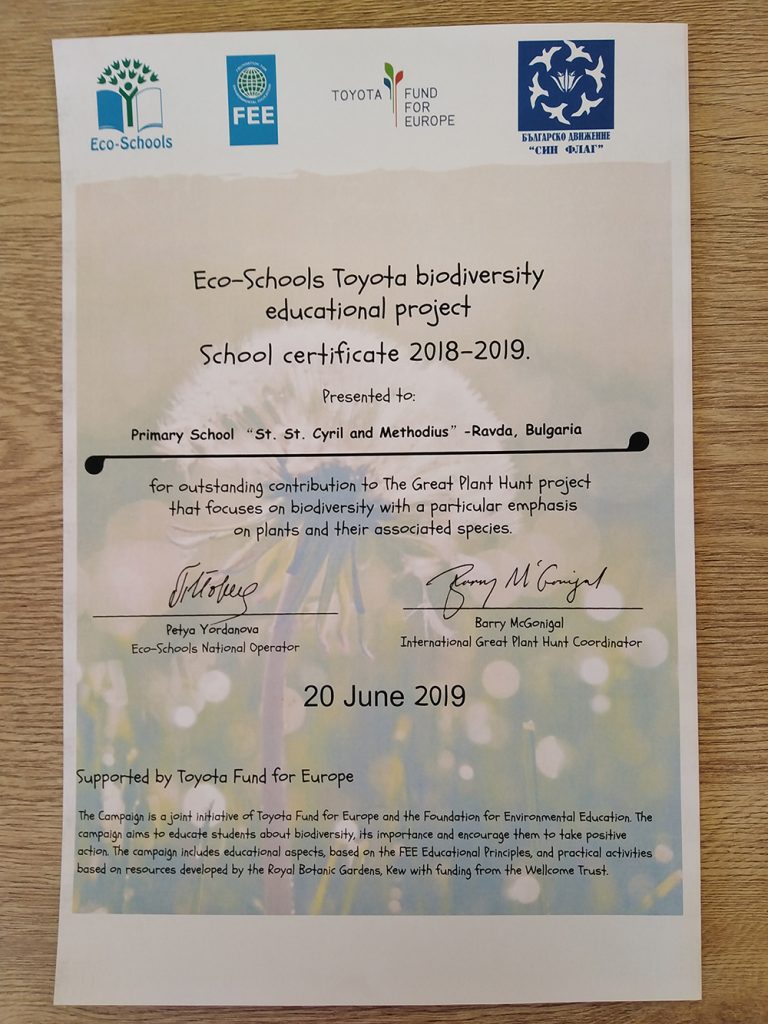 Eco-Schools
FOUNDATION FOR ENVIRONMENTAL EDUCATION
FEE
TOYOTA FUND
FOR
EUROPE
БЪЛГАРСКО ДВИЖЕНИЕ
“СИН ФЛАГ”
Eco-Schools Toyota biodiversity
educational project
School certificate 2018-2019.
Presented to:
Primary School “St. St. Cyril and Methodius” -Ravda, Bulgaria
for outstanding contribution to The Great Plant Hunt project
that focuses on biodiversity with a particular emphasis
on plants and their associated species.
Barry McGonigal
Petya Yordanova
Eco-Schools National Operator
Barry McGonigal
International Great Plant Hunt Coordinator
20 June 2019
Supported by Toyota Fund for Europe
The Campaign is a joint initiative of Toyota Fund for Europe and the Foundation for Environmental Education. The
campaign aims to educate students about biodiversity, its importance and encourage them to take positive
action. The campaign includes educational aspects, based on the FEE Educational Principles, and practical activities
based on resources developed by the Royal Botanic Gardens, Kew with funding from the Wellcome Trust.